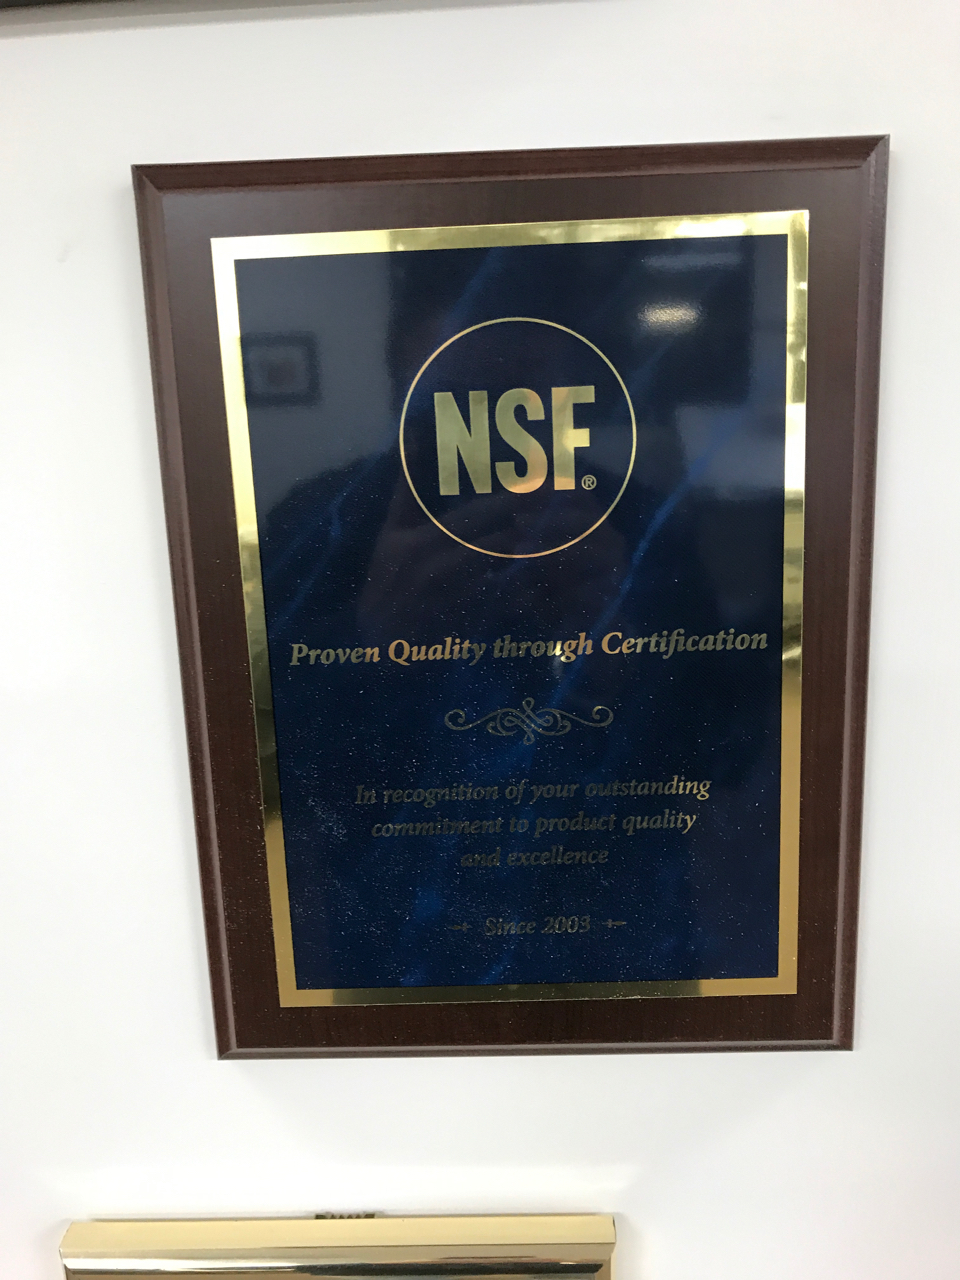 NSF®
Proven Quality through Certification
In recognition of your outstanding
commitment to product quality
and excellence
Since 2003